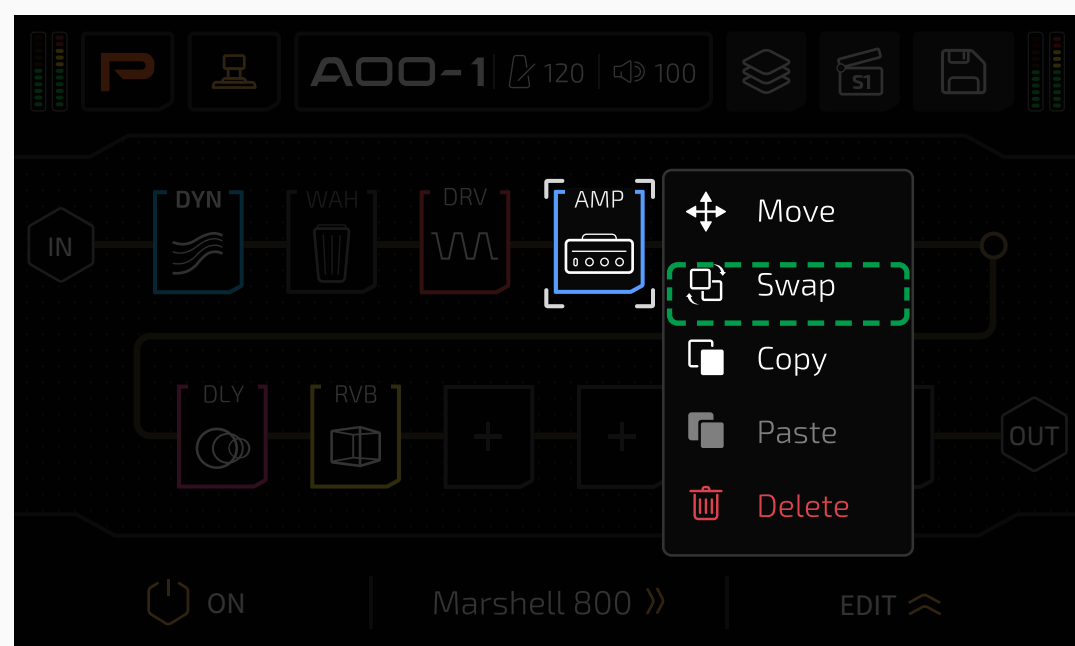 A00-1 120 100 S1
IN DYN WAH DRV AMP
Move
Swap
Copy
Paste
Delete
DLY RVB OUT
ON Marshell 800 EDIT